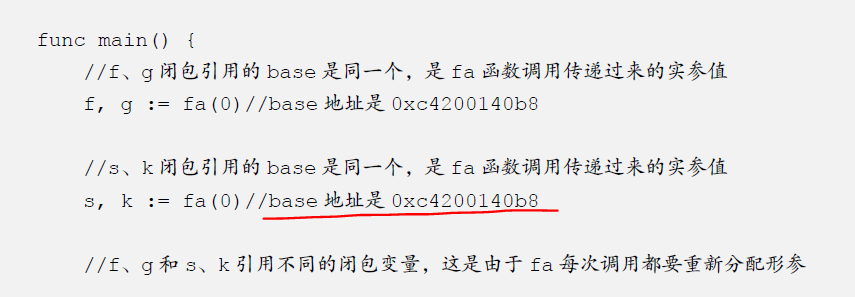 func main() {
//f、g 闭包引用的 base 是同一个，是 fa 函数调用传递过来的实参值
f, g := fa(0)//base 地址是 0xc4200140b8
//s、k 闭包引用的 base 是同一个，是 fa 函数调用传递过来的实参值
s, k := fa(0)//base 地址是 0xc4200140b8
//f、g 和 s、k 引用不同的闭包变量，这是由于 fa 每次调用都要重新分配形参